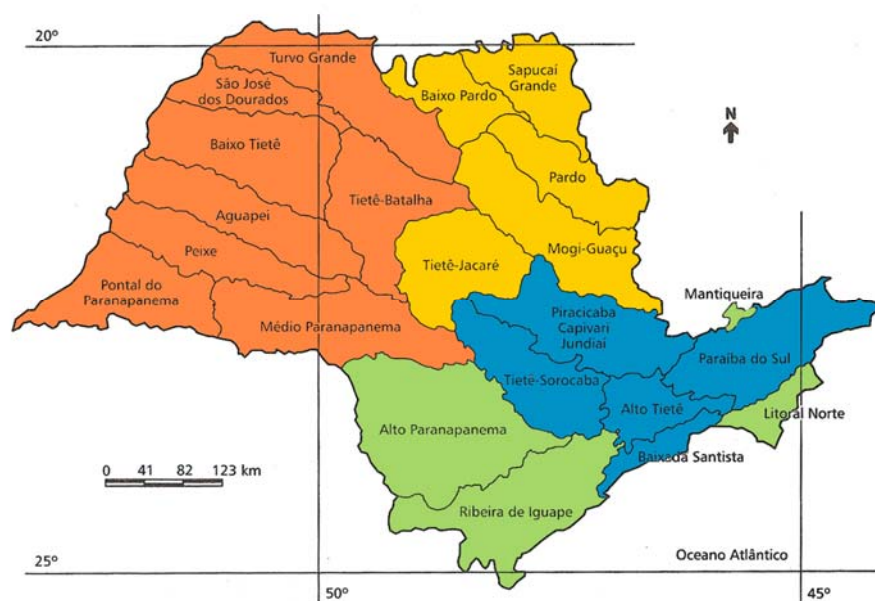 20º
Turvo Grande
São José
dos Dourados
Baixo Pardo
Sapucaí
Grande
N
Baixo Tietê
Tietê-Batalha
Pardo
Aguapei
Peixe
Tietê-Jacaré
Mogi-Guaçu
Pontal do
Paranapanema
Médio Paranapanema
Piracicaba
Capivari
Jundiaí
Mantiqueira
Paraíba do Sul
Tietê-Sorocaba
Alto Tietê
Litoral Norte
Alto Paranapanema
Baixada Santista
0 41 82 123 km
Ribeira de Iguape
Oceano Atlântico
25º
50º
45º